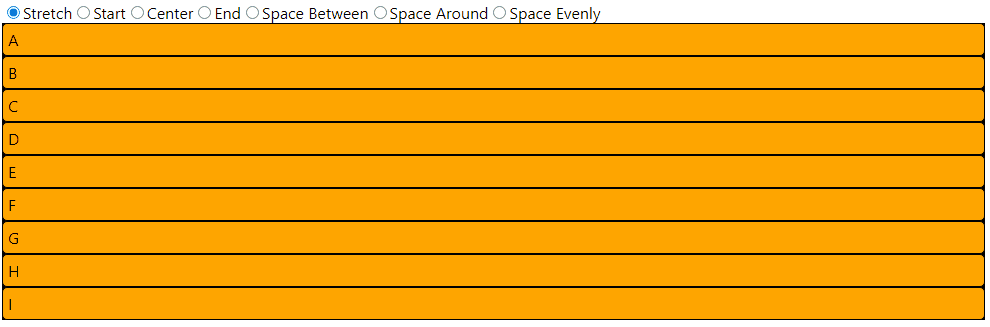 Stretch Start Center End Space Between Space Around Space Evenly
A
B
C
D
E
F
G
H
I